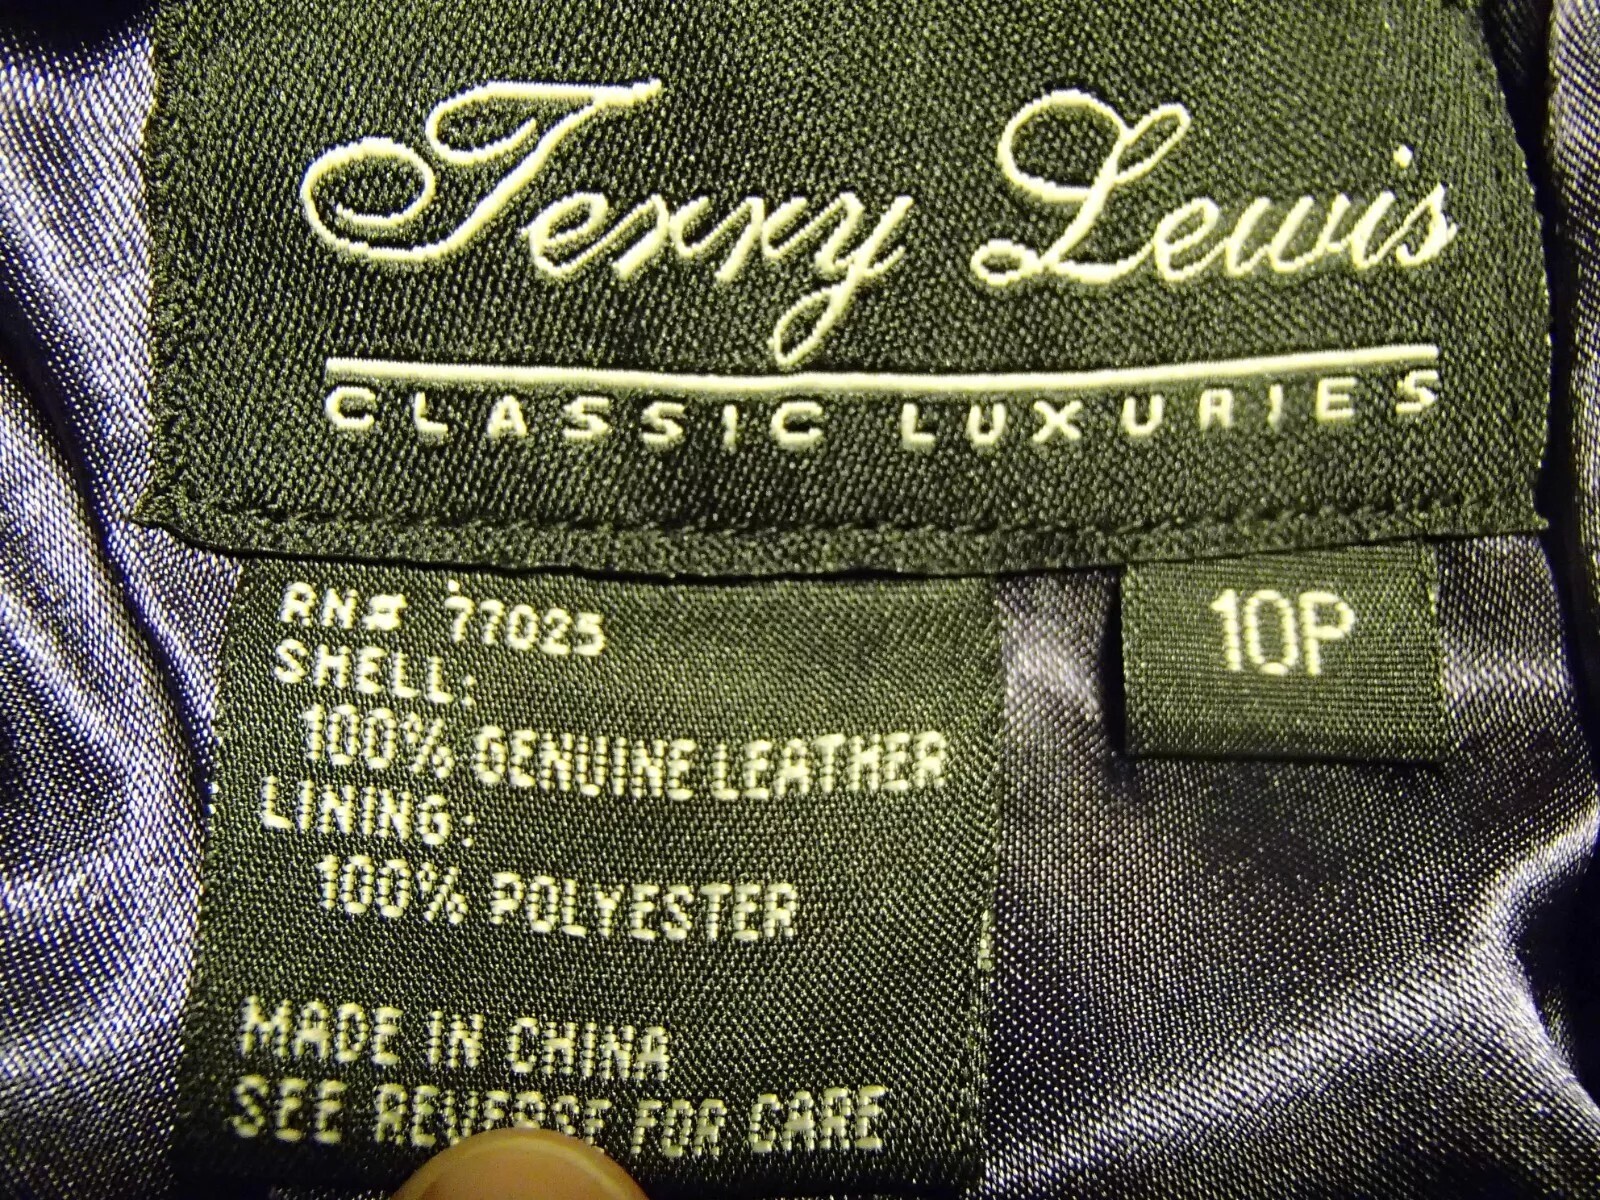 Terry Lewis
CLASSIC LUXURIES
10P
RN# 77025
SHELL:
100% GENUINE LEATHER
LINING:
100% POLYESTER
MADE IN CHINA
SEE REVERSE FOR CARE